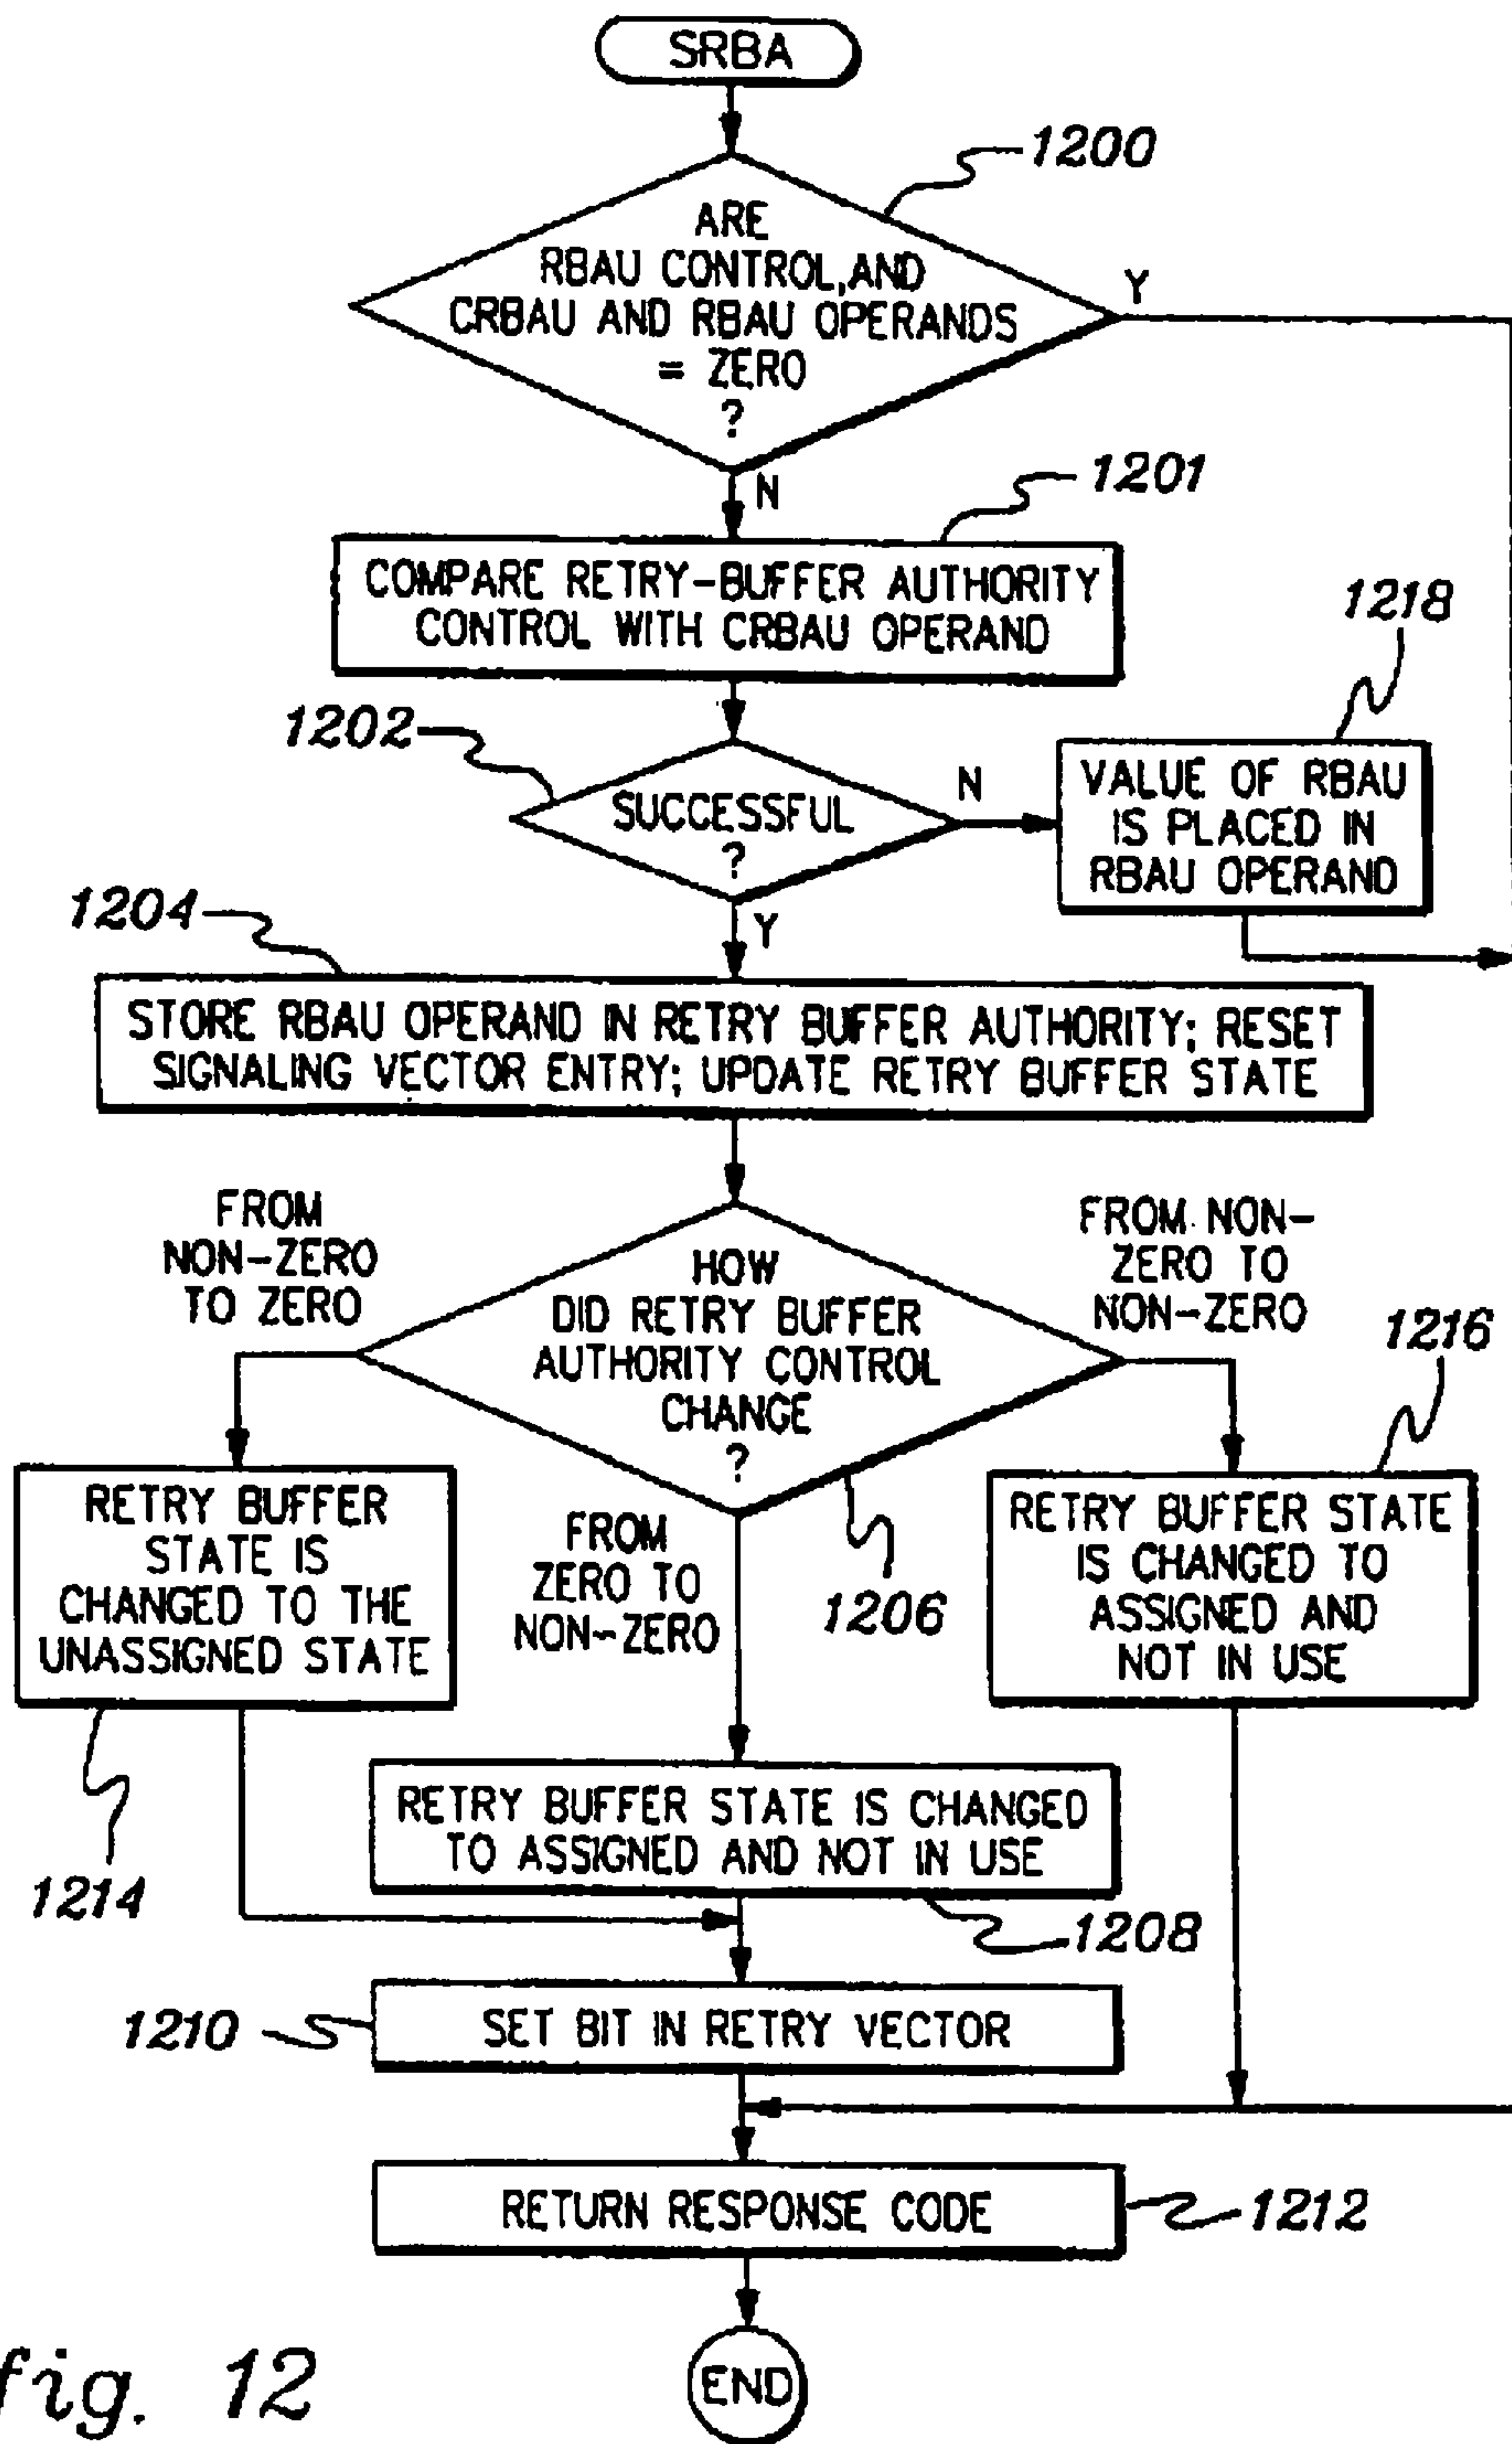 SRBA
1200
ARE
RBAU CONTROL, AND
CRBAU AND RBAU OPERANDS
= ZERO
?
Y
N
1201
COMPARE RETRY-BUFFER AUTHORITY
CONTROL WITH CRBAU OPERAND
1218
1202
SUCCESSFUL
?
N
VALUE OF RBAU
IS PLACED IN
RBAU OPERAND
Y
1204
STORE RBAU OPERAND IN RETRY BUFFER AUTHORITY; RESET
SIGNALING VECTOR ENTRY; UPDATE RETRY BUFFER STATE
FROM
NON-ZERO
TO ZERO
HOW
DID RETRY BUFFER
AUTHORITY CONTROL
CHANGE
?
FROM NON-
ZERO TO
NON-ZERO
1216
RETRY BUFFER
STATE IS
CHANGED TO THE
UNASSIGNED STATE
FROM
ZERO TO
NON-ZERO
1206
RETRY BUFFER STATE
IS CHANGED TO
ASSIGNED AND
NOT IN USE
1214
RETRY BUFFER STATE IS CHANGED
TO ASSIGNED AND NOT IN USE
1208
1210
SET BIT IN RETRY VECTOR
RETURN RESPONSE CODE
1212
END
fig. 12